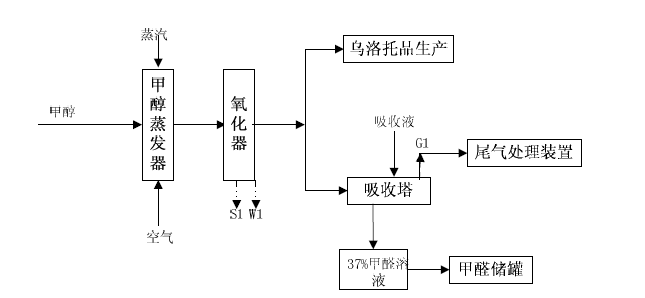 蒸汽
乌洛托品生产
甲醇蒸发器
氧化器
甲醇
吸收液
G1
尾气处理装置
吸收塔
S1
W1
空气
37%甲醛溶
液
甲醛储罐